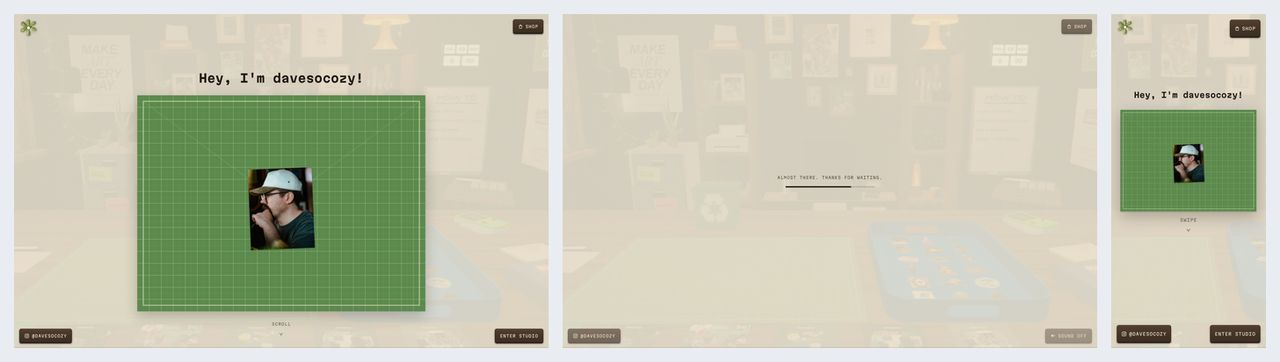 SHOP
Hey, I'm davesocozy!
MAKE
EVERY
DAY
SCROLL
@DAVESOCOZY
ENTER STUDIO
SHOP
MAKE
EVERY
DAY
ALMOST THERE. THANKS FOR WAITING.
@DAVESOCOZY
SOUND OFF
SHOP
Hey, I'm davesocozy!
SWIPE
@DAVESOCOZY
ENTER STUDIO